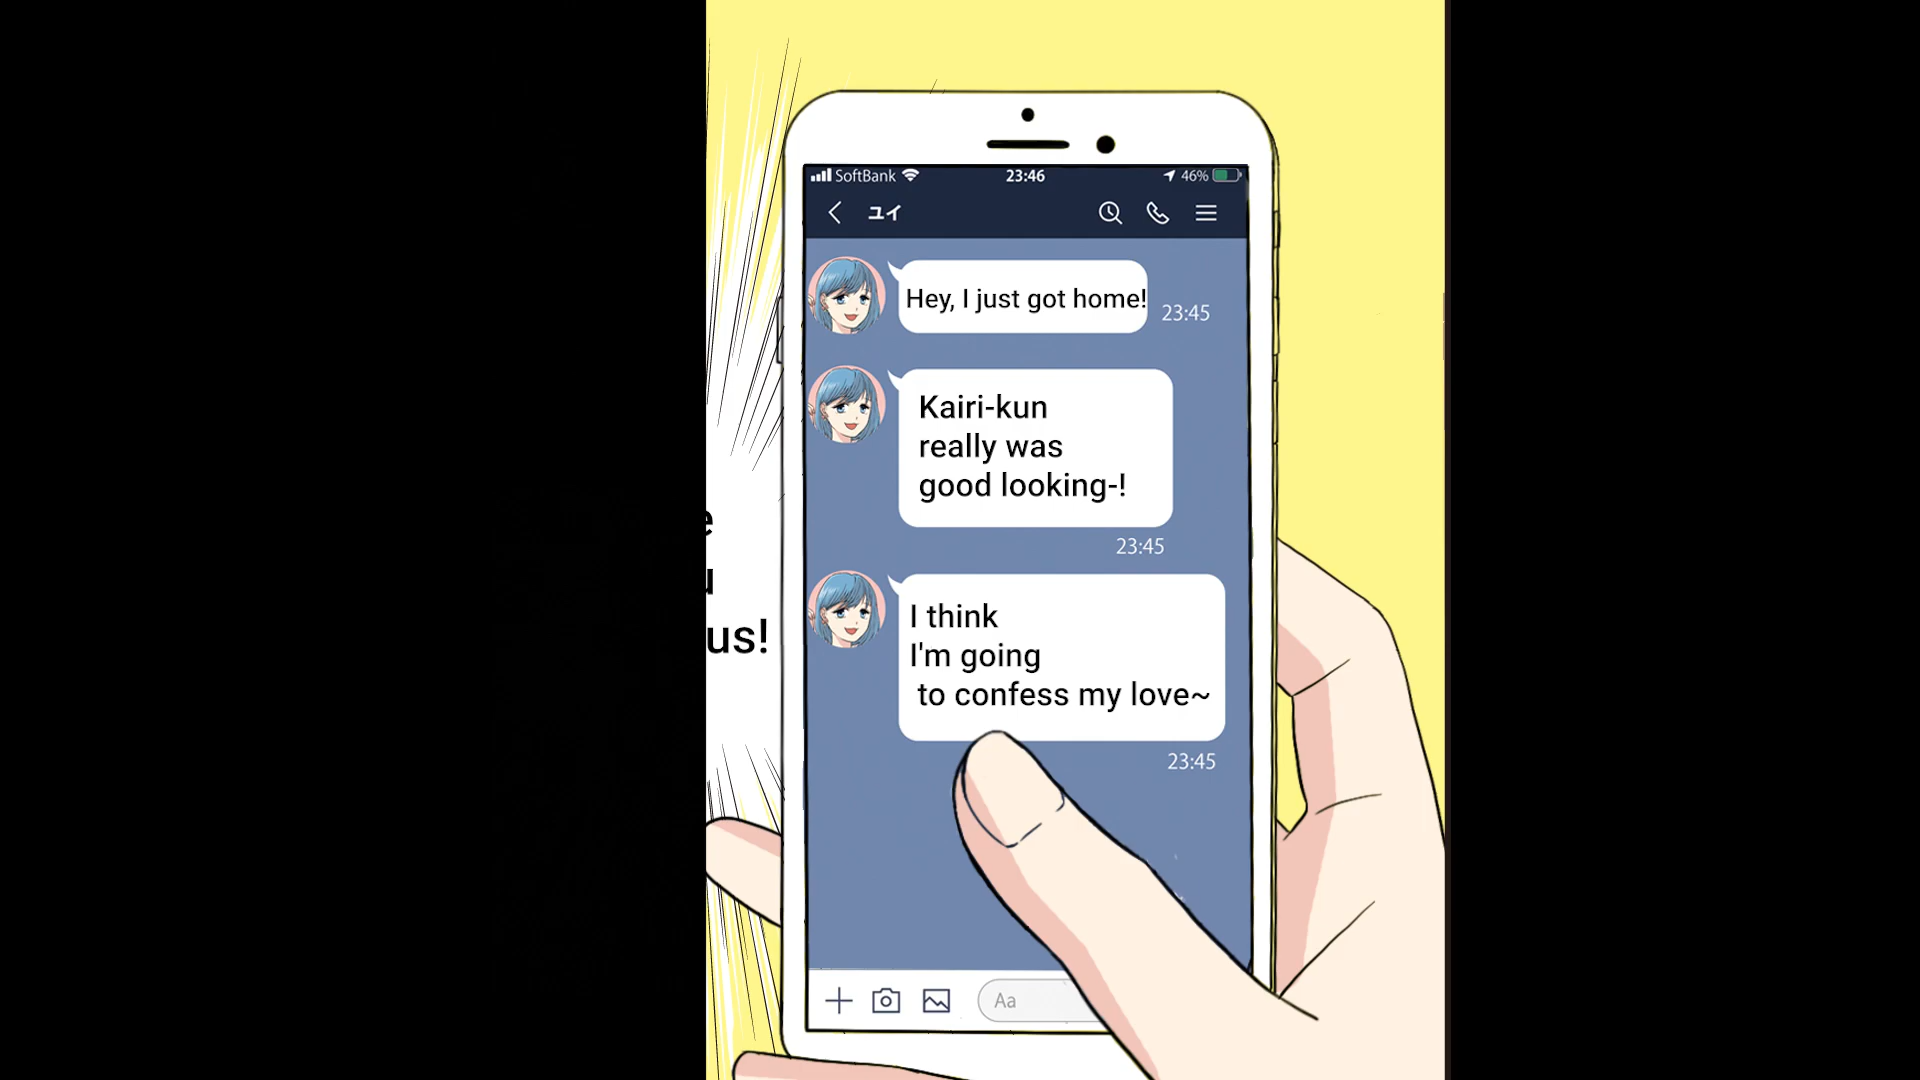 SoftBank 23:46 46%
ユイ
Hey, I just got home!
23:45
Kairi-kun
really was
good looking-!
23:45
I think
I'm going
to confess my love~
23:45
us!
Aa